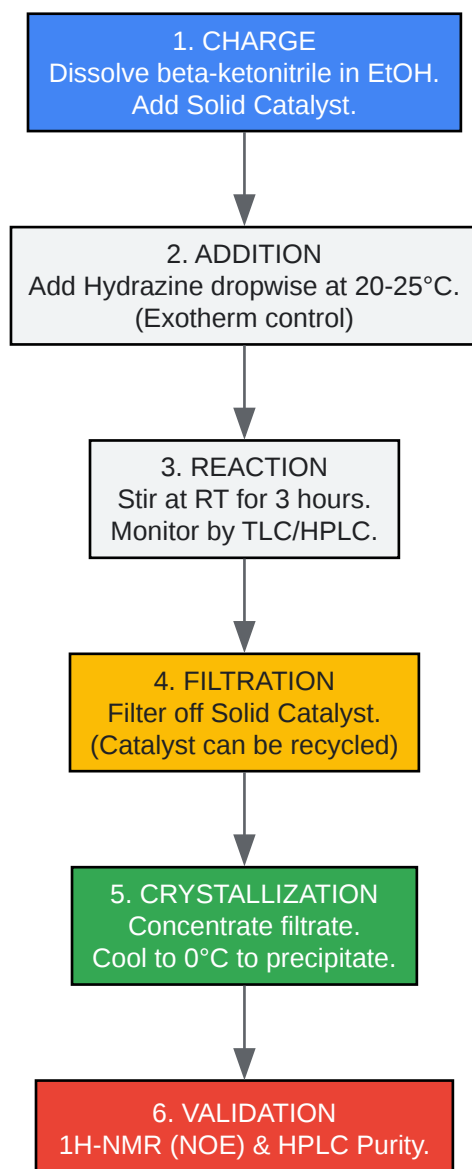 1. CHARGE
Dissolve beta-ketonitrile in EtOH.
Add Solid Catalyst.
2. ADDITION
Add Hydrazine dropwise at 20-25°C.
(Exotherm control)
3. REACTION
Stir at RT for 3 hours.
Monitor by TLC/HPLC.
4. FILTRATION
Filter off Solid Catalyst.
(Catalyst can be recycled)
5. CRYSTALLIZATION
Concentrate filtrate.
Cool to 0°C to precipitate.
6. VALIDATION
1H-NMR (NOE) & HPLC Purity.